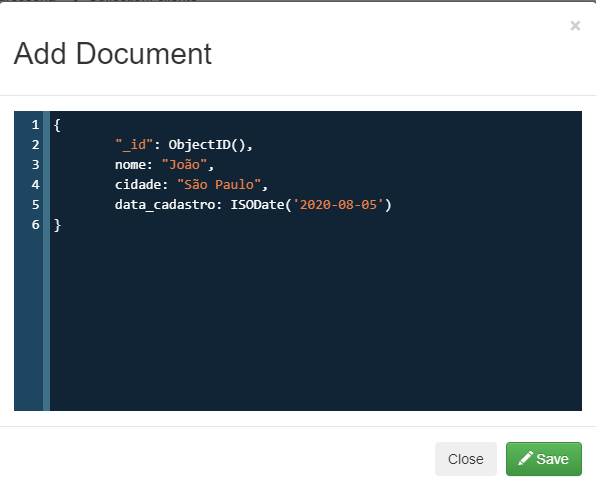 ×
Add Document
1 {
2 "_id": ObjectID(),
3 nome: "João",
4 cidade: "São Paulo",
5 data_cadastro: ISODate('2020-08-05')
6 }
Close Save